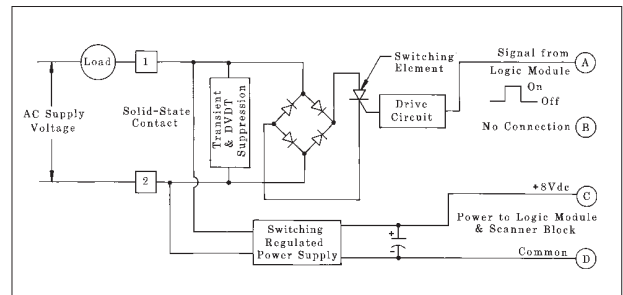 Load
1
AC Supply
Voltage
Solid-State
Contact
Transient
& DVDT
Suppression
2
Switching
Element
Drive
Circuit
Signal from
Logic Module
On
Off
A
No Connection
B
+8Vdc
C
Power to Logic Module
& Scanner Block
Switching
Regulated
Power Supply
+
-
Common
D